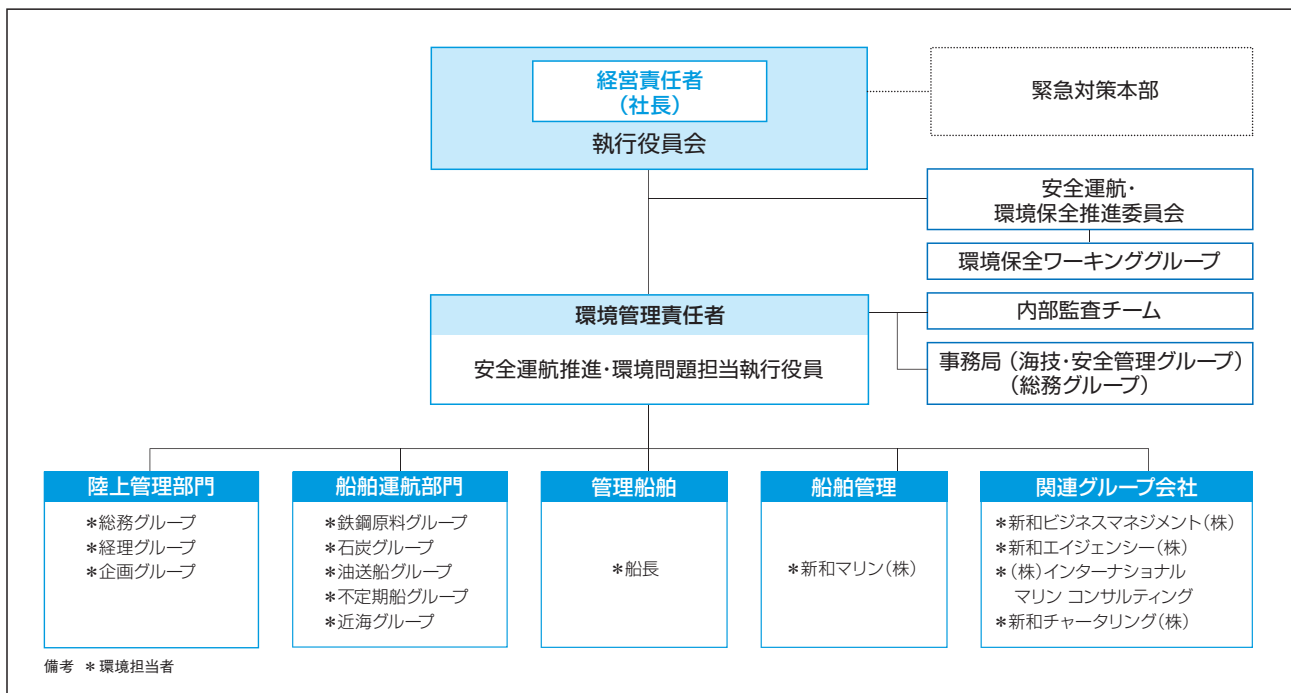 経営責任者
(社長)
執行役員会
緊急対策本部
安全運航・
環境保全推進委員会
環境保全ワーキンググループ
環境管理責任者
安全運航推進・環境問題担当執行役員
内部監査チーム
事務局(海技・安全管理グループ)
(総務グループ)
陸上管理部門
*総務グループ
*経理グループ
*企画グループ
船舶運航部門
*鉄鋼原料グループ
*石炭グループ
*油送船グループ
*不定期船グループ
*近海グループ
管理船舶
*船長
船舶管理
*新和マリン(株)
関連グループ会社
*新和ビジネスマネジメント(株)
*新和エイジェンシー(株)
*(株)インターナショナル
マリン コンサルティング
*新和チャータリング(株)
備考 *環境担当者